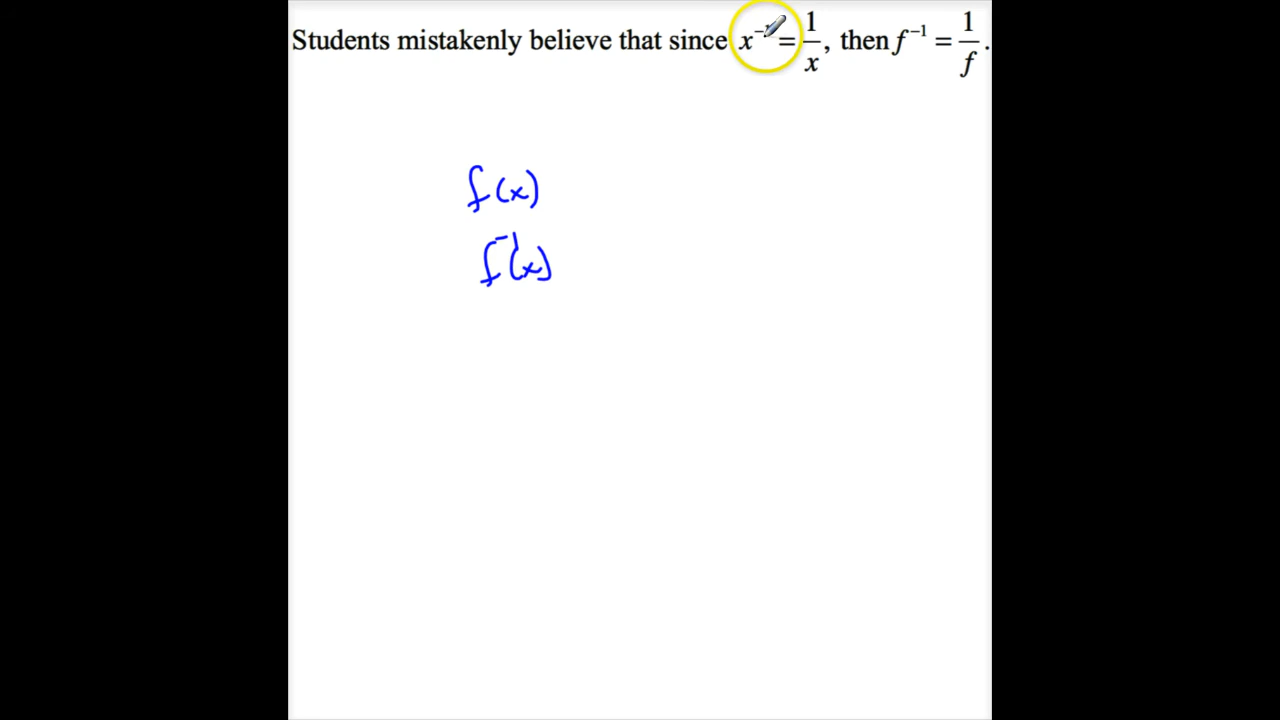 Students mistakenly believe that since x⁻¹ = 1/x, then f⁻¹ = 1/f.
f(x)
f⁻¹(x)